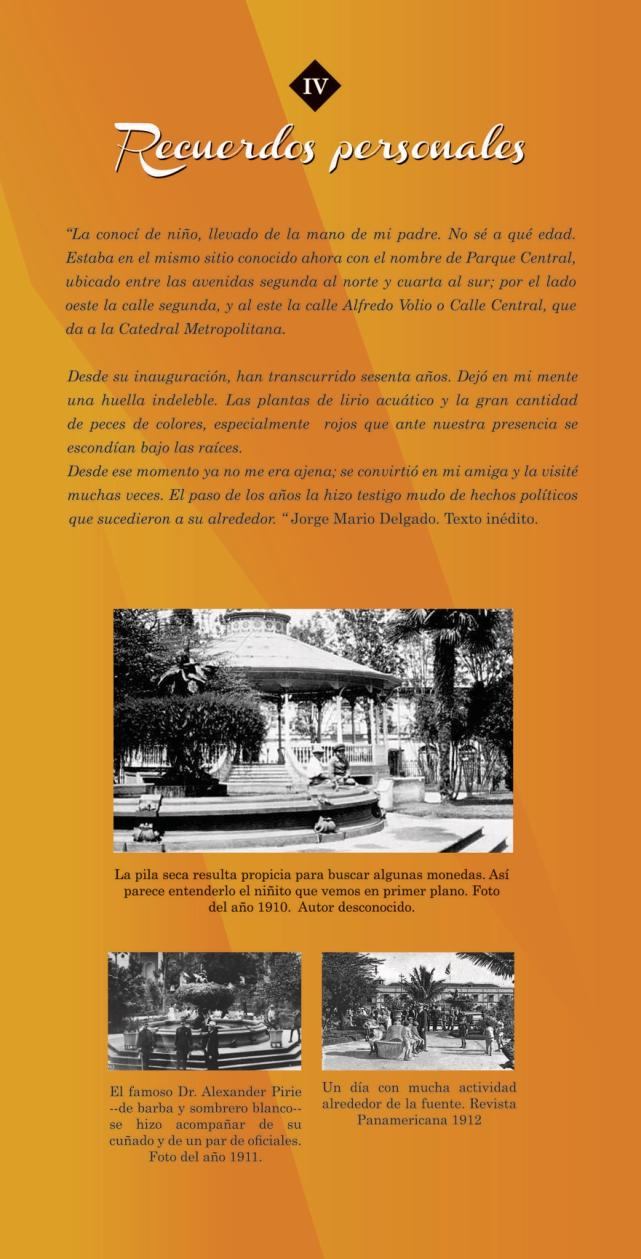 IV
Recuerdos personales
“La conocí de niño, llevado de la mano de mi padre. No sé a qué edad.
Estaba en el mismo sitio conocido ahora con el nombre de Parque Central,
ubicado entre las avenidas segunda al norte y cuarta al sur; por el lado
oeste la calle segunda, y al este la calle Alfredo Volio o Calle Central, que
da a la Catedral Metropolitana.
Desde su inauguración, han transcurrido sesenta años. Dejó en mi mente
una huella indeleble. Las plantas de lirio acuático y la gran cantidad
de peces de colores, especialmente rojos que ante nuestra presencia se
escondían bajo las raíces.
Desde ese momento ya no me era ajena; se convirtió en mi amiga y la visité
muchas veces. El paso de los años la hizo testigo mudo de hechos políticos
que sucedieron a su alrededor. “ Jorge Mario Delgado. Texto inédito.
La pila seca resulta propicia para buscar algunas monedas. Así
parece entenderlo el niñito que vemos en primer plano. Foto
del año 1910. Autor desconocido.
El famoso Dr. Alexander Pirie
--de barba y sombrero blanco--
se hizo acompañar de su
cuñado y de un par de oficiales.
Foto del año 1911.
Un día con mucha actividad
alrededor de la fuente. Revista
Panamericana 1912